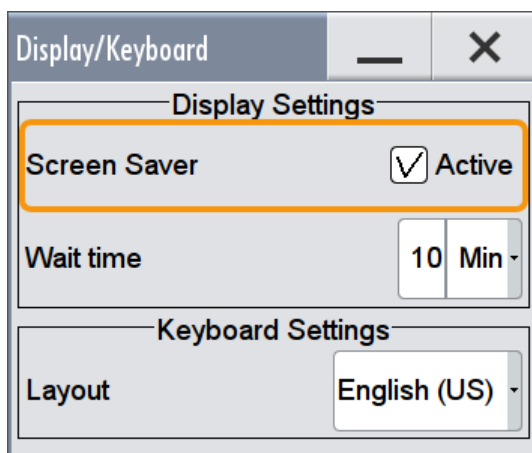 Display/Keyboard
Display Settings
Screen Saver Active
Wait time 10 Min
Keyboard Settings
Layout English (US)